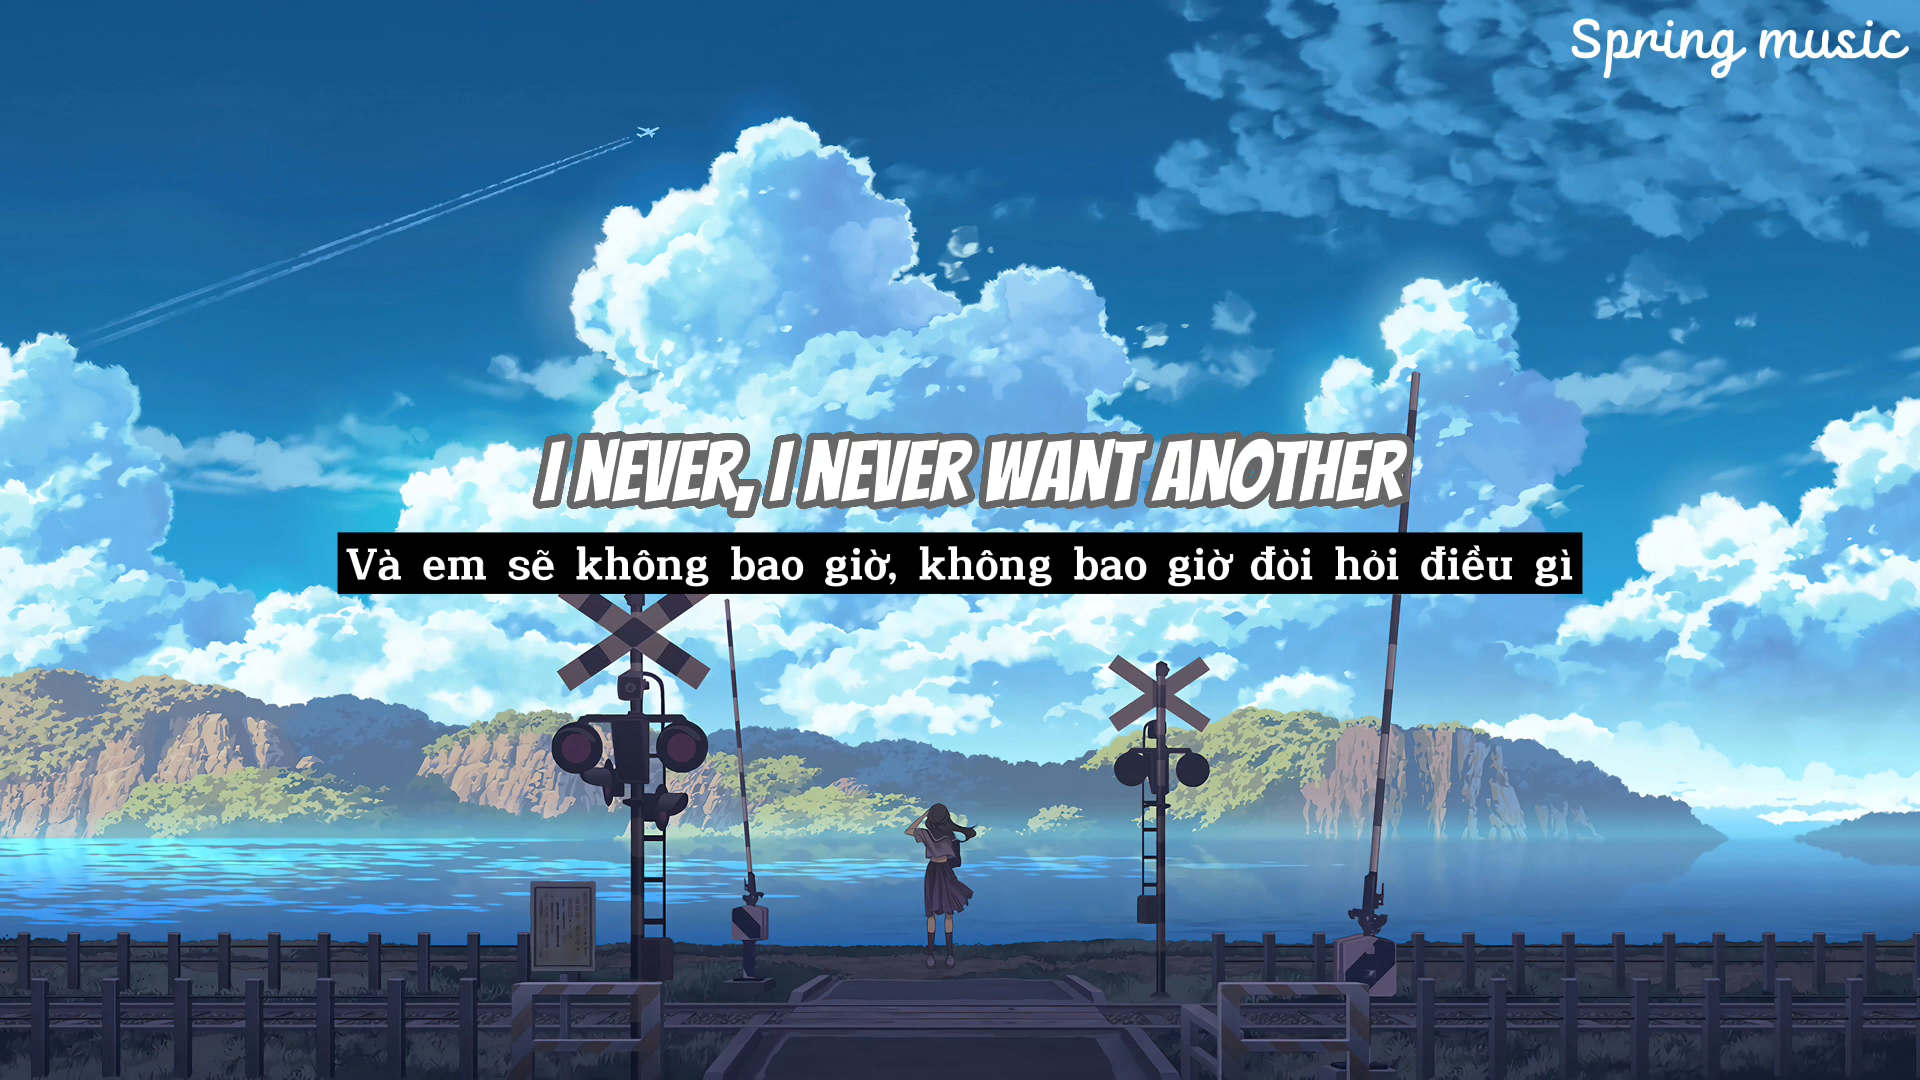 Spring music
I NEVER, I NEVER WANT ANOTHER
Và em sẽ không bao giờ, không bao giờ đòi hỏi điều gì